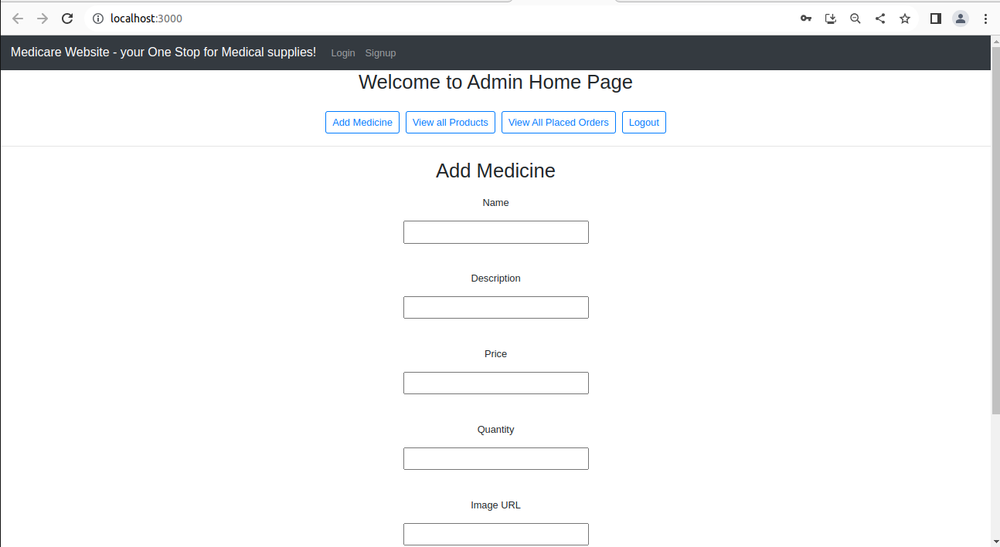 localhost:3000
Medicare Website - your One Stop for Medical supplies! Login Signup
Welcome to Admin Home Page
Add Medicine View all Products View All Placed Orders Logout
Add Medicine
Name
Description
Price
Quantity
Image URL